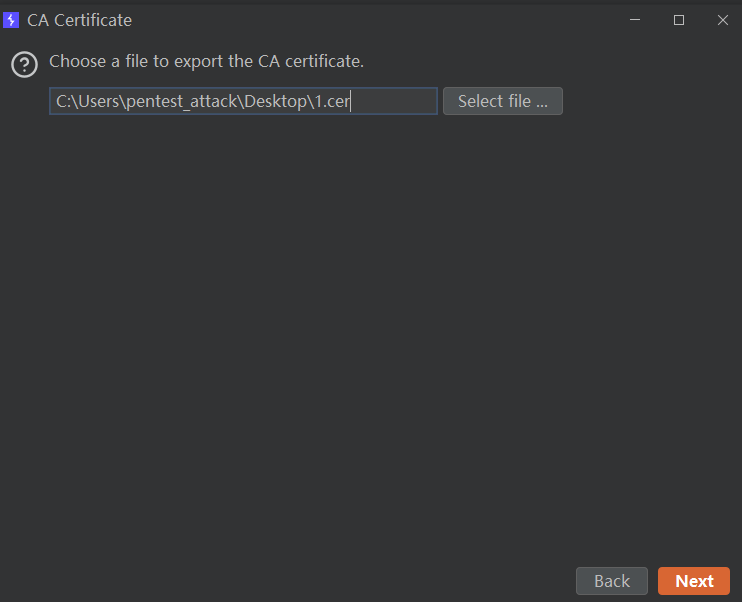 CA Certificate
Choose a file to export the CA certificate.
C:\Users\pentest_attack\Desktop\1.cer Select file ...
Back Next